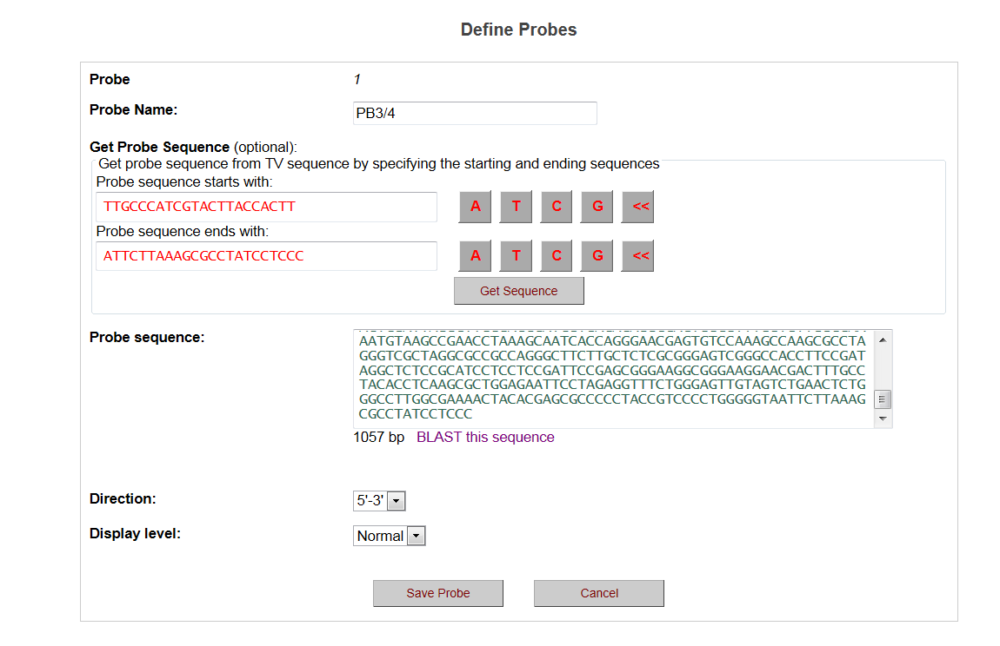 Define Probes
Probe 1
Probe Name: PB3/4
Get Probe Sequence (optional):
Get probe sequence from TV sequence by specifying the starting and ending sequences
Probe sequence starts with:
TTGCCCATCGTACTTACCACTT A T C G <<
Probe sequence ends with:
ATTCTTAAAGCGCCTATCCTCCC A T C G <<
Get Sequence
Probe sequence:
AATGTAAGCCGAACCTAAAGCAATCACCAGGGAACGAGTGTCCAAAGCCAAGCGCCTA
GGGTCGCTAGGCGCCGCCAGGGCTTCTTGCTCTCGCGGGAGTCGGGCCACCTTCCGAT
AGGCTCTCCGCATCCTCCTCCGATTCCGAGCGGGAAGGCGGGAAGGAACGACTTTGCC
TACACCTCAAGCGCTGGAGAATTCCTAGAGGTTTCTGGGAGTTGTAGTCTGAACTCTG
GGCCTTGGCGAAAACTACACGAGCGCCCCCTACCGTCCCCTGGGGGTAATTCTTAAAG
CGCCTATCCTCCC
1057 bp BLAST this sequence
Direction: 5'-3'
Display level: Normal
Save Probe Cancel